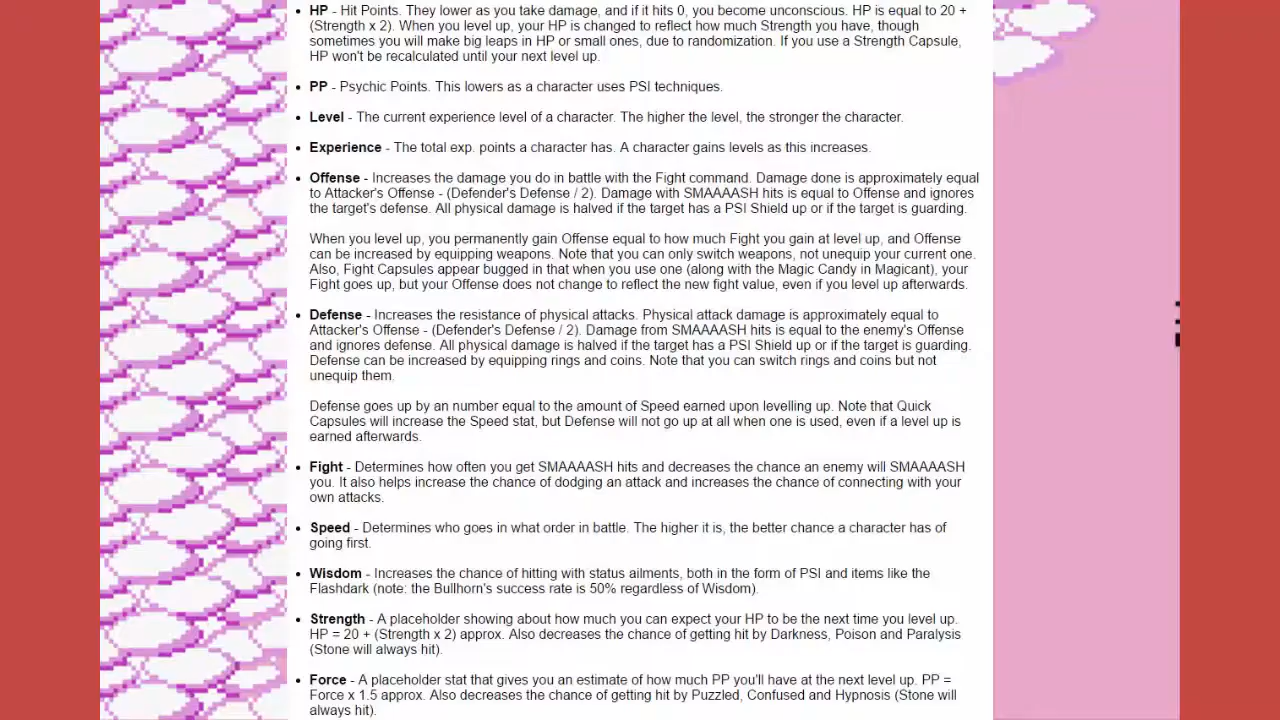 • HP - Hit Points. They lower as you take damage, and if it hits 0, you become unconscious. HP is equal to 20 +
(Strength x 2). When you level up, your HP is changed to reflect how much Strength you have, though
sometimes you will make big leaps in HP or small ones, due to randomization. If you use a Strength Capsule,
HP won't be recalculated until your next level up.
• PP - Psychic Points. This lowers as a character uses PSI techniques.
• Level - The current experience level of a character. The higher the level, the stronger the character.
• Experience - The total exp. points a character has. A character gains levels as this increases.
• Offense - Increases the damage you do in battle with the Fight command. Damage done is approximately equal
to Attacker's Offense - (Defender's Defense / 2). Damage with SMAAAASH hits is equal to Offense and ignores
the target's defense. All physical damage is halved if the target has a PSI Shield up or if the target is guarding.
When you level up, you permanently gain Offense equal to how much Fight you gain at level up, and Offense
can be increased by equipping weapons. Note that you can only switch weapons, not unequip your current one.
Also, Fight Capsules appear bugged in that when you use one (along with the Magic Candy in Magicant), your
Fight goes up, but your Offense does not change to reflect the new fight value, even if you level up afterwards.
• Defense - Increases the resistance of physical attacks. Physical attack damage is approximately equal to
Attacker's Offense - (Defender's Defense / 2). Damage from SMAAAASH hits is equal to the enemy's Offense
and ignores defense. All physical damage is halved if the target has a PSI Shield up or if the target is guarding.
Defense can be increased by equipping rings and coins. Note that you can switch rings and coins but not
unequip them.
Defense goes up by an number equal to the amount of Speed earned upon levelling up. Note that Quick
Capsules will increase the Speed stat, but Defense will not go up at all when one is used, even if a level up is
earned afterwards.
• Fight - Determines how often you get SMAAAASH hits and decreases the chance an enemy will SMAAAASH
you. It also helps increase the chance of dodging an attack and increases the chance of connecting with your
own attacks.
• Speed - Determines who goes in what order in battle. The higher it is, the better chance a character has of
going first.
• Wisdom - Increases the chance of hitting with status ailments, both in the form of PSI and items like the
Flashdark (note: the Bullhorn's success rate is 50% regardless of Wisdom).
• Strength - A placeholder showing about how much you can expect your HP to be the next time you level up.
HP = 20 + (Strength x 2) approx. Also decreases the chance of getting hit by Darkness, Poison and Paralysis
(Stone will always hit).
• Force - A placeholder stat that gives you an estimate of how much PP you'll have at the next level up. PP =
Force x 1.5 approx. Also decreases the chance of getting hit by Puzzled, Confused and Hypnosis (Stone will
always hit).